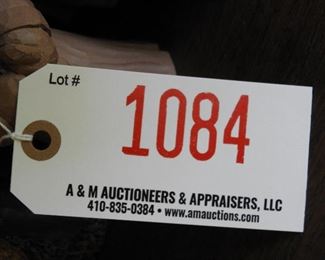 Lot #
1084
A & M AUCTIONEERS & APPRAISERS, LLC
410-835-0384 • www.amauctions.com